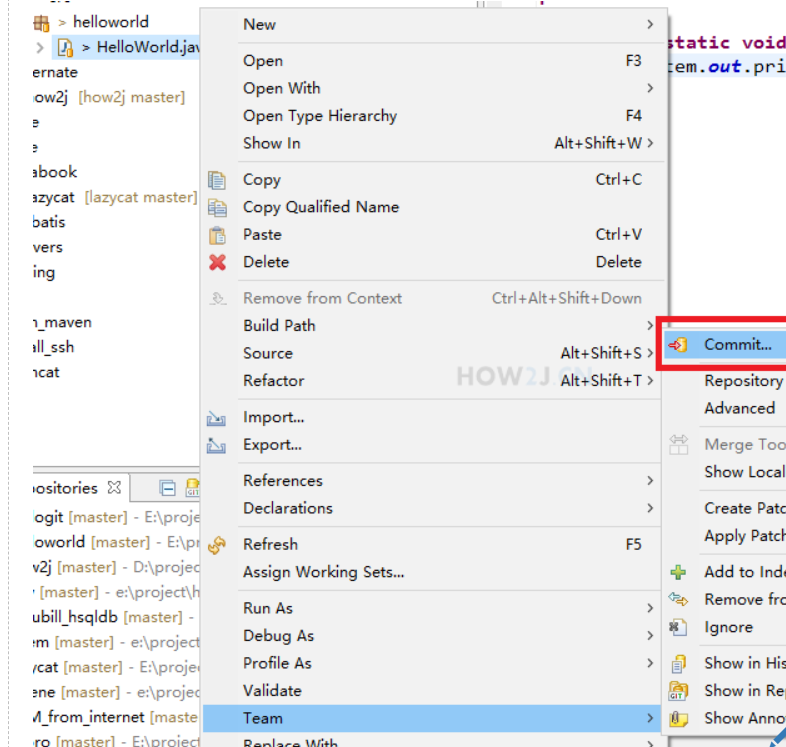 > helloworld
> HelloWorld.jav
ernate
now2j [how2j master]
e
e
abook
azycat [lazycat master]
batis
vers
ing
n_maven
all_ssh
ncat
ositories
logit [master] - E:\proje
loworld [master] - E:\pr
w2j [master] - D:\projec
[master] - e:\project\h
ubill_hsqldb [master] -
em [master] - e:\project
ycat [master] - E:\proje
ene [master] - e:\projec
M_from_internet [maste
ro [master] - E:\project
New
Open F3
Open With
Open Type Hierarchy F4
Show In Alt+Shift+W
Copy Ctrl+C
Copy Qualified Name
Paste Ctrl+V
Delete Delete
Remove from Context Ctrl+Alt+Shift+Down
Build Path
Source Alt+Shift+S
Refactor Alt+Shift+T
HOW2J.CN
Import...
Export...
References
Declarations
Refresh F5
Assign Working Sets...
Run As
Debug As
Profile As
Validate
Team
Replace With
static void
tem.out.pri
Commit...
Repository
Advanced
Merge Too
Show Local
Create Patc
Apply Patch
Add to Inde
Remove fro
Ignore
Show in His
Show in Rep
Show Anno